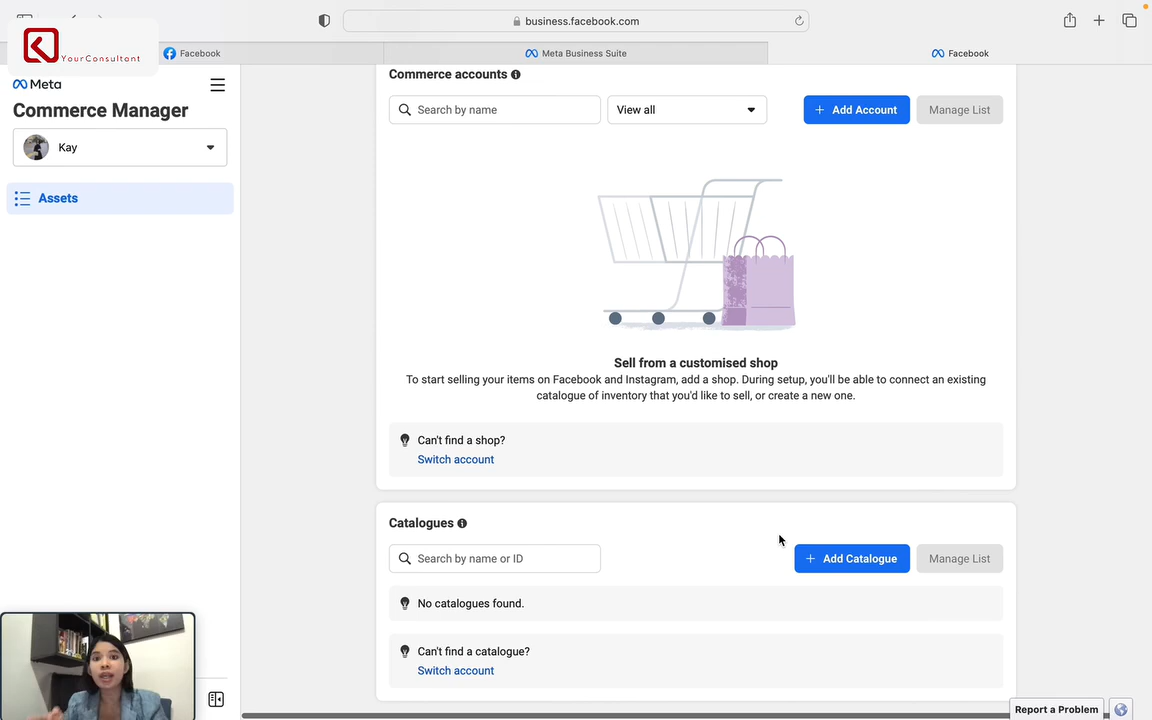 business.facebook.com
YourConsultant
Facebook
Meta Business Suite
Facebook
Meta
Commerce Manager
Kay
Assets
Commerce accounts
Search by name
View all
+ Add Account
Manage List
Sell from a customised shop
To start selling your items on Facebook and Instagram, add a shop. During setup, you'll be able to connect an existing
catalogue of inventory that you'd like to sell, or create a new one.
Can't find a shop?
Switch account
Catalogues
Search by name or ID
+ Add Catalogue
Manage List
No catalogues found.
Can't find a catalogue?
Switch account
Report a Problem